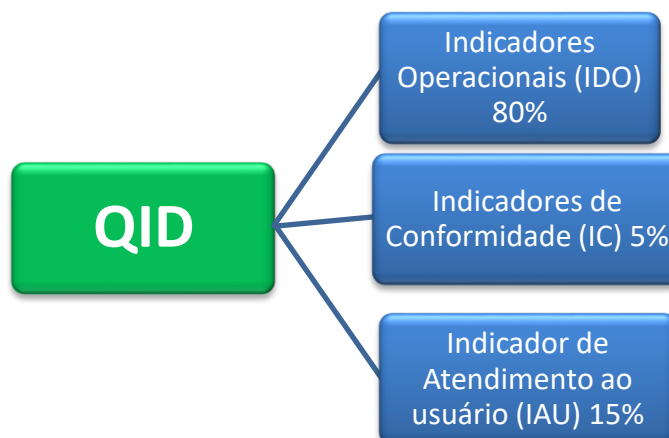 QID
Indicadores
Operacionais (IDO)
80%
Indicadores de
Conformidade (IC) 5%
Indicador de
Atendimento ao
usuário (IAU) 15%